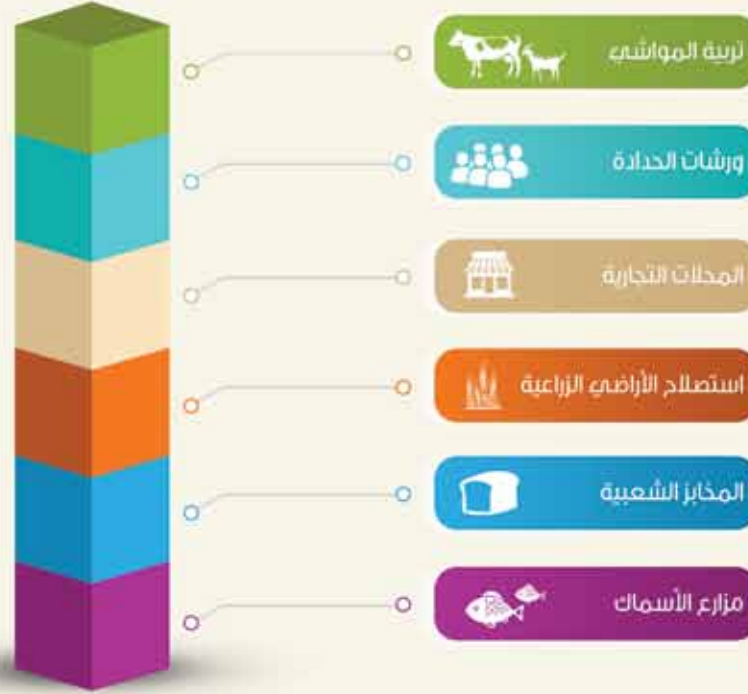 تربية المواشي
ورشات الحدادة
المحلات التجارية
استصلاح الأراضي الزراعية
المخابز الشعبية
مزارع الأسماك